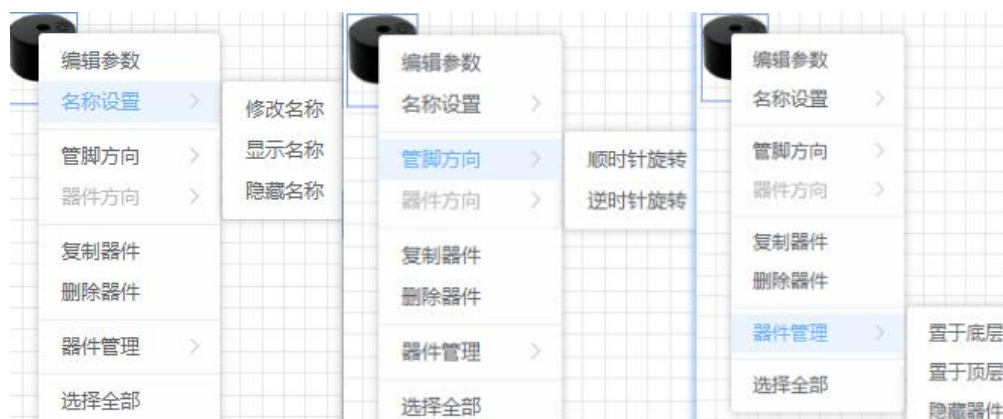 编辑参数
名称设置
修改名称
显示名称
隐藏名称
管脚方向
器件方向
复制器件
删除器件
器件管理
选择全部
编辑参数
名称设置
管脚方向
顺时针旋转
逆时针旋转
器件方向
复制器件
删除器件
器件管理
选择全部
编辑参数
名称设置
管脚方向
器件方向
复制器件
删除器件
器件管理
置于底层
置于顶层
隐藏器件
选择全部